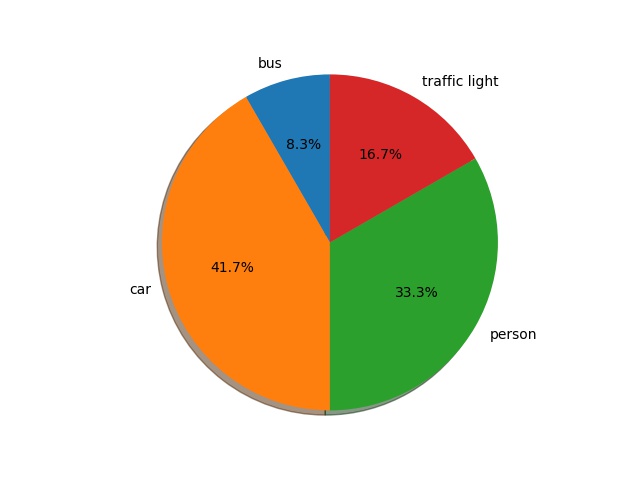 bus
traffic light
8.3%
16.7%
41.7%
car
33.3%
person